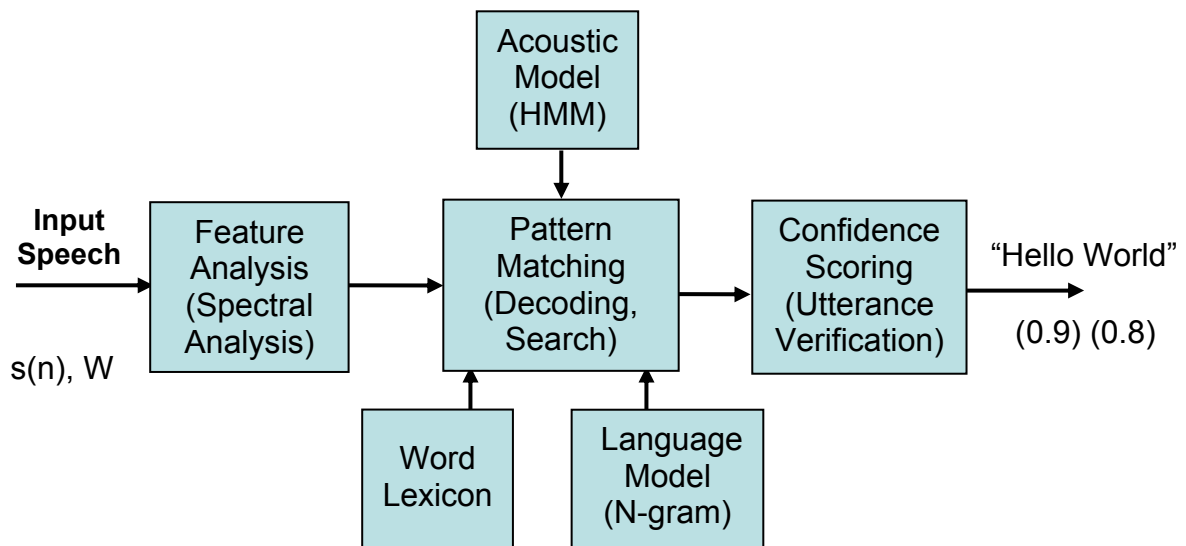 Acoustic
Model
(HMM)
Input
Speech
s(n), W
Feature
Analysis
(Spectral
Analysis)
Pattern
Matching
(Decoding,
Search)
Confidence
Scoring
(Utterance
Verification)
“Hello World”
(0.9) (0.8)
Word
Lexicon
Language
Model
(N-gram)